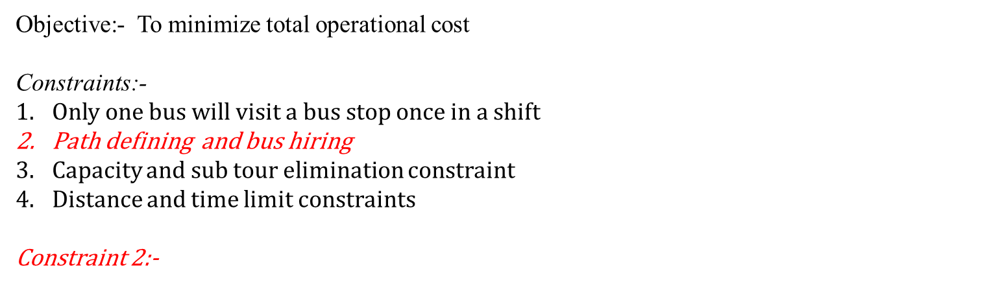 Objective:- To minimize total operational cost
Constraints:-
1. Only one bus will visit a bus stop once in a shift
2. Path defining and bus hiring
3. Capacity and sub tour elimination constraint
4. Distance and time limit constraints
Constraint 2:-